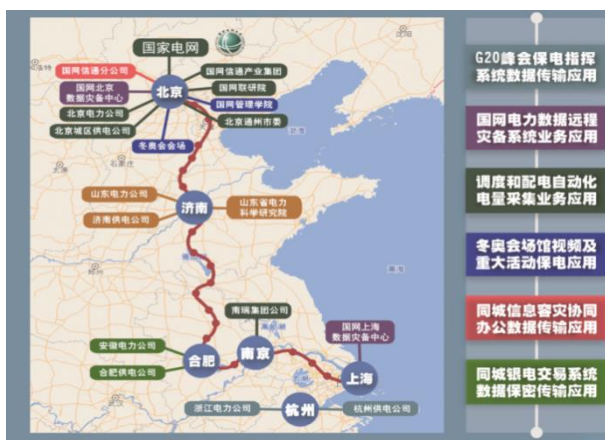 国家电网
国网信通分公司
国网信通产业集团
国网北京
数据灾备中心
北京
国网联研院
国网管理学院
北京电力公司
北京通州市委
北京城区供电公司
冬奥会会场
山东电力公司
济南
山东省电力
科学研究院
济南供电公司
南瑞集团公司
国网上海
数据灾备中心
安徽电力公司
合肥
南京
合肥供电公司
上海
浙江电力公司
杭州
杭州供电公司
G20峰会保电指挥
系统数据传输应用
国网电力数据远程
灾备系统业务应用
调度和配电自动化
电量采集业务应用
冬奥会场馆视频及
重大活动保电应用
同城信息容灾协同
办公数据传输应用
同城银电交易系统
数据保密传输应用